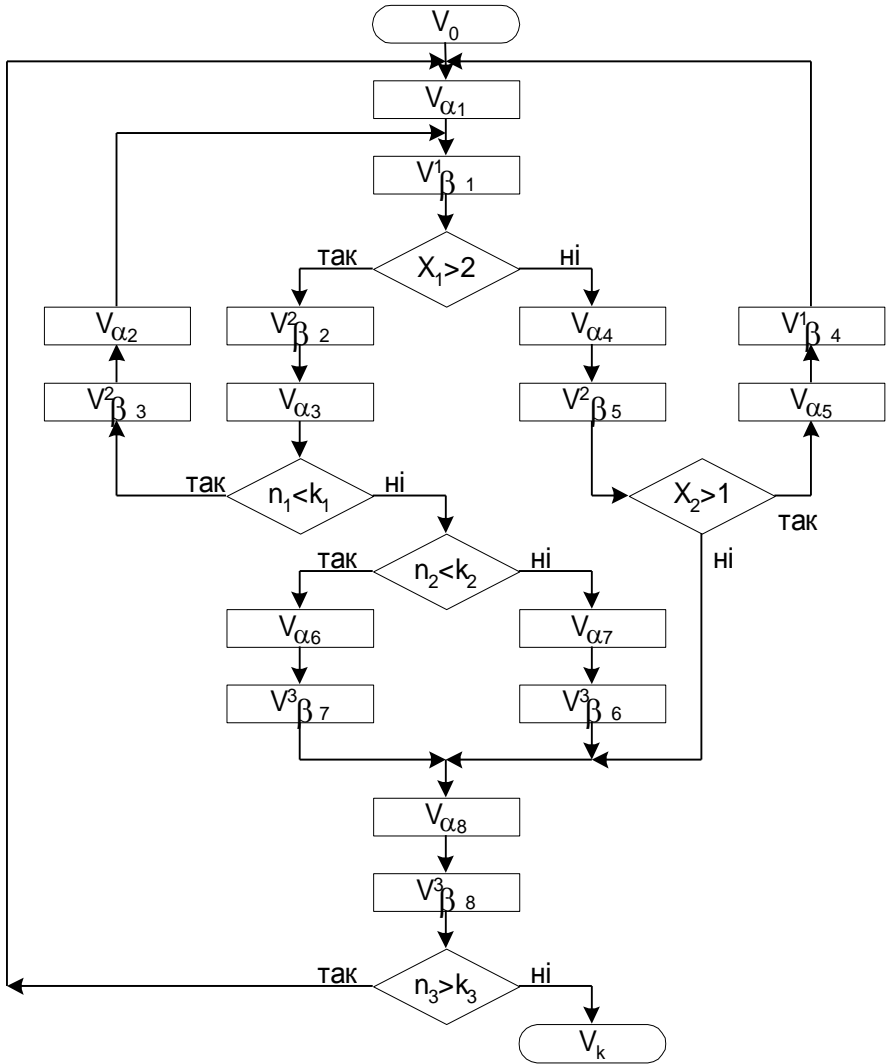 V₀
Vα₁
V¹β₁
так X₁>2 ні
Vα₂ V²β₂ Vα₄ V¹β₄
V²β₃ Vα₃ V²β₅ Vα₅
так n₁<k₁ ні X₂>1 так
так n₂<k₂ ні ні
Vα₆ Vα₇
V³β₇ V³β₆
Vα₈
V³β₈
так n₃>k₃ ні
Vₖ